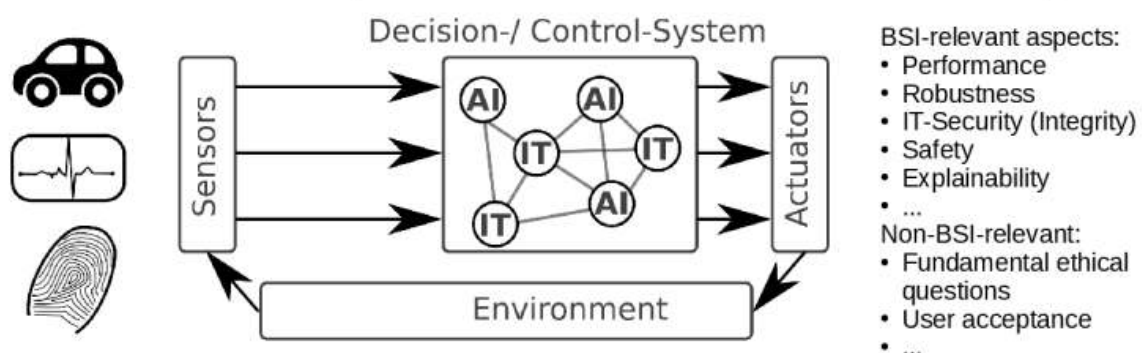 Decision-/ Control-System
Sensors
AI
AI
IT
IT
AI
IT
Actuators
Environment
BSI-relevant aspects:
• Performance
• Robustness
• IT-Security (Integrity)
• Safety
• Explainability
• ...
Non-BSI-relevant:
• Fundamental ethical
questions
• User acceptance
• ...